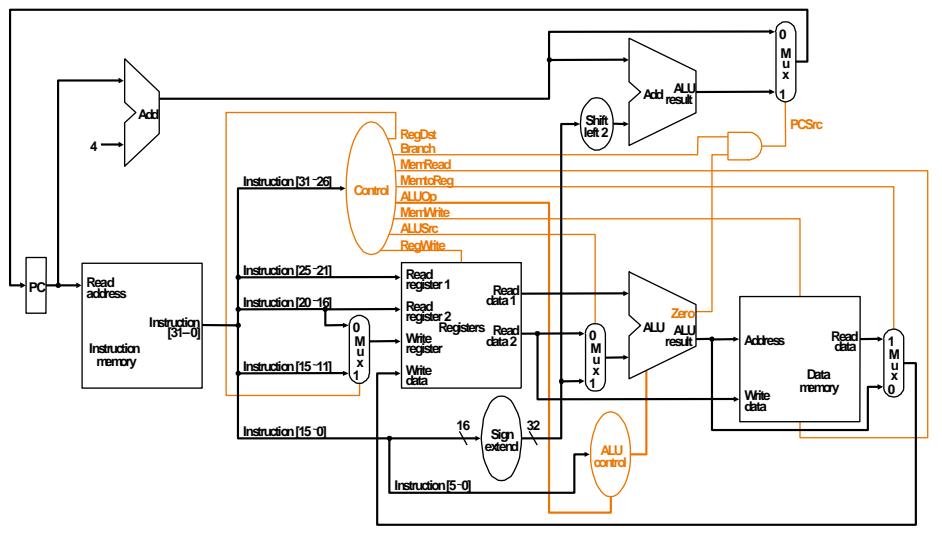 0
M
u
x
1
Add
ALU
result
Add
4
Shift
left 2
PCSrc
RegDst
Branch
MemRead
MemtoReg
ALUOp
MemWrite
ALUSrc
RegWrite
Control
Instruction [31–26]
Instruction [25–21]
Instruction [20–16]
Instruction [15–11]
Instruction [15–0]
Instruction [5–0]
PC
Read
address
Instruction
[31–0]
Instruction
memory
0
M
u
x
1
Read
register 1
Read
register 2
Registers
Write
register
Write
data
Read
data 1
Read
data 2
0
M
u
x
1
Zero
ALU
ALU
result
Address
Read
data
Data
memory
Write
data
1
M
u
x
0
16
Sign
extend
32
ALU
control